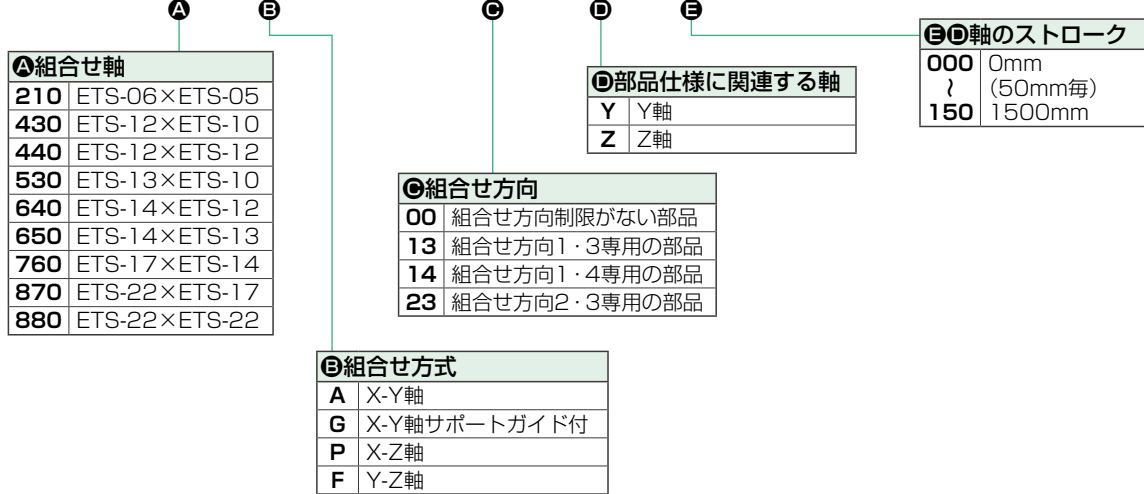 A B C D E
A組合せ軸
210 ETS-06×ETS-05
430 ETS-12×ETS-10
440 ETS-12×ETS-12
530 ETS-13×ETS-10
640 ETS-14×ETS-12
650 ETS-14×ETS-13
760 ETS-17×ETS-14
870 ETS-22×ETS-17
880 ETS-22×ETS-22
B組合せ方式
A X-Y軸
G X-Y軸サポートガイド付
P X-Z軸
F Y-Z軸
C組合せ方向
00 組合せ方向制限がない部品
13 組合せ方向1・3専用の部品
14 組合せ方向1・4専用の部品
23 組合せ方向2・3専用の部品
D部品仕様に関連する軸
Y Y軸
Z Z軸
ED軸のストローク
000 0mm
〜 (50mm毎)
150 1500mm